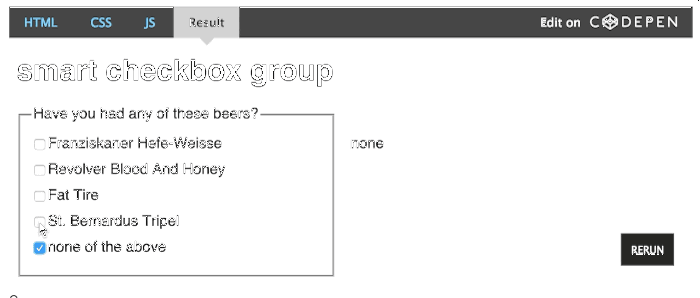 HTML CSS JS Result Edit on CODEPEN
smart checkbox group
Have you had any of these beers?
Franziskaner Hefe-Weisse none
Revolver Blood And Honey
Fat Tire
St. Bernardus Tripel
none of the above
RERUN